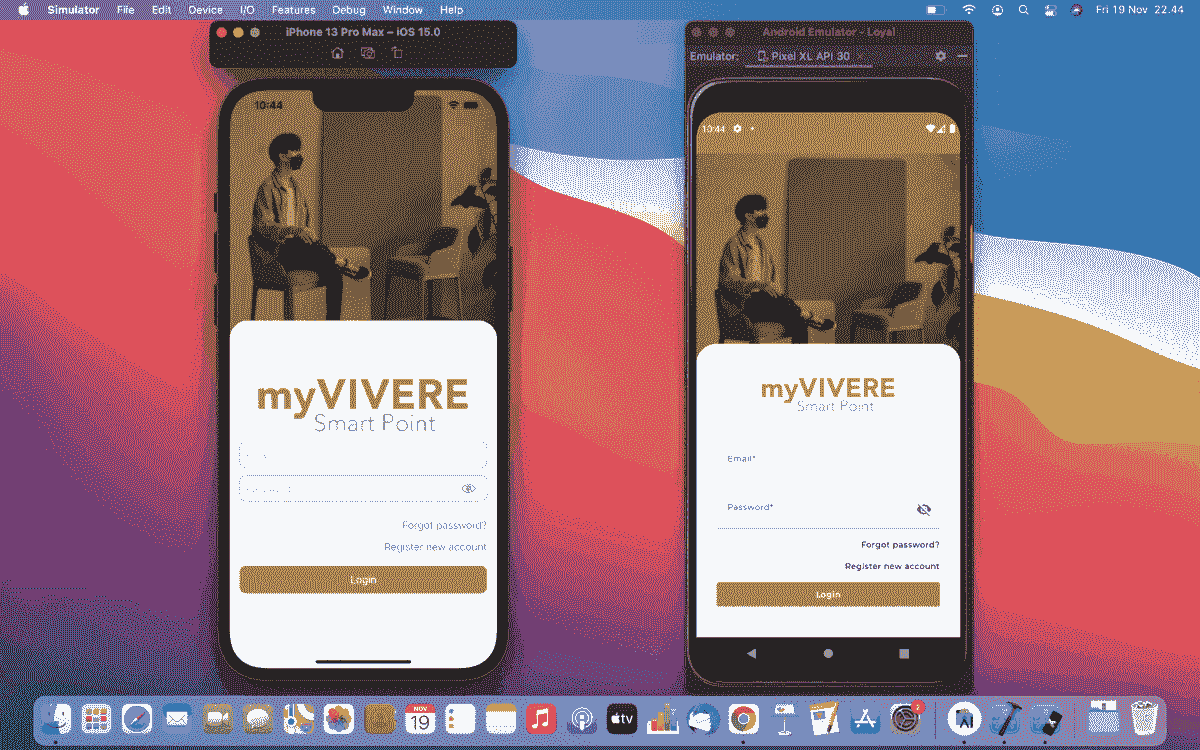 Simulator File Edit Device I/O Features Debug Window Help
Fri 19 Nov 22.44
iPhone 13 Pro Max – iOS 15.0
10:44
myVIVERE
Smart Point
Forgot password?
Register new account
Login
Android Emulator - Loyal
Emulator: Pixel XL API 30
10:44
myVIVERE
Smart Point
Email*
Password*
Forgot password?
Register new account
Login
NOV
19
tv
2